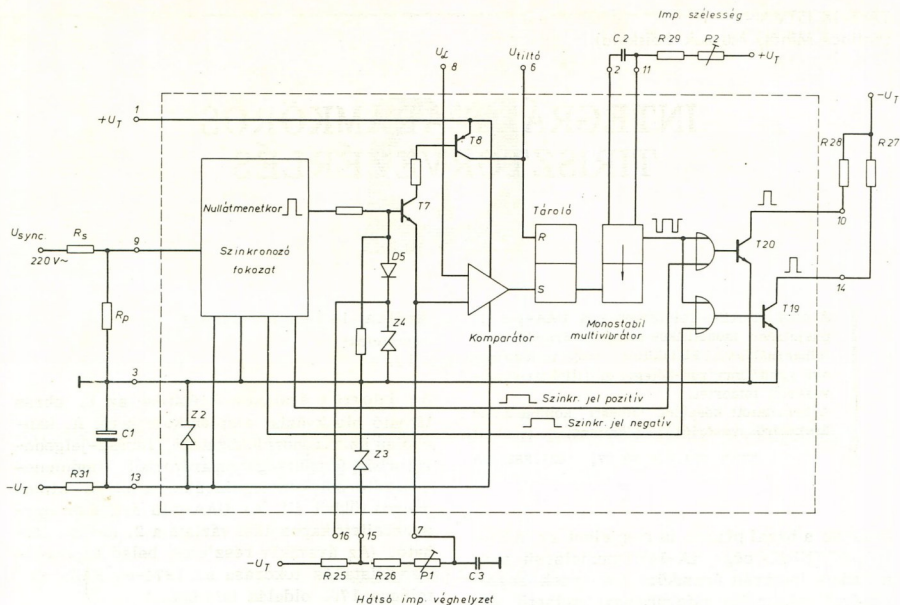 Imp szélesség
C2
R29
P2
+U_T
2
11
U_f
8
U_tiltó
6
-U_T
R28
R27
+U_T
1
T8
Nullátmenetkor
T7
Tároló
R
S
T20
10
14
T19
U_sync.
220 V~
R_s
9
Szinkronozó
fokozat
D5
Z4
Komparátor
Monostabil
multivibrátor
R_p
3
Z2
Szinkr. jel pozitív
Szinkr. jel negatív
C1
Z3
-U_T
R31
13
16
15
7
-U_T
R25
R26
P1
C3
Hátsó imp. véghelyzet